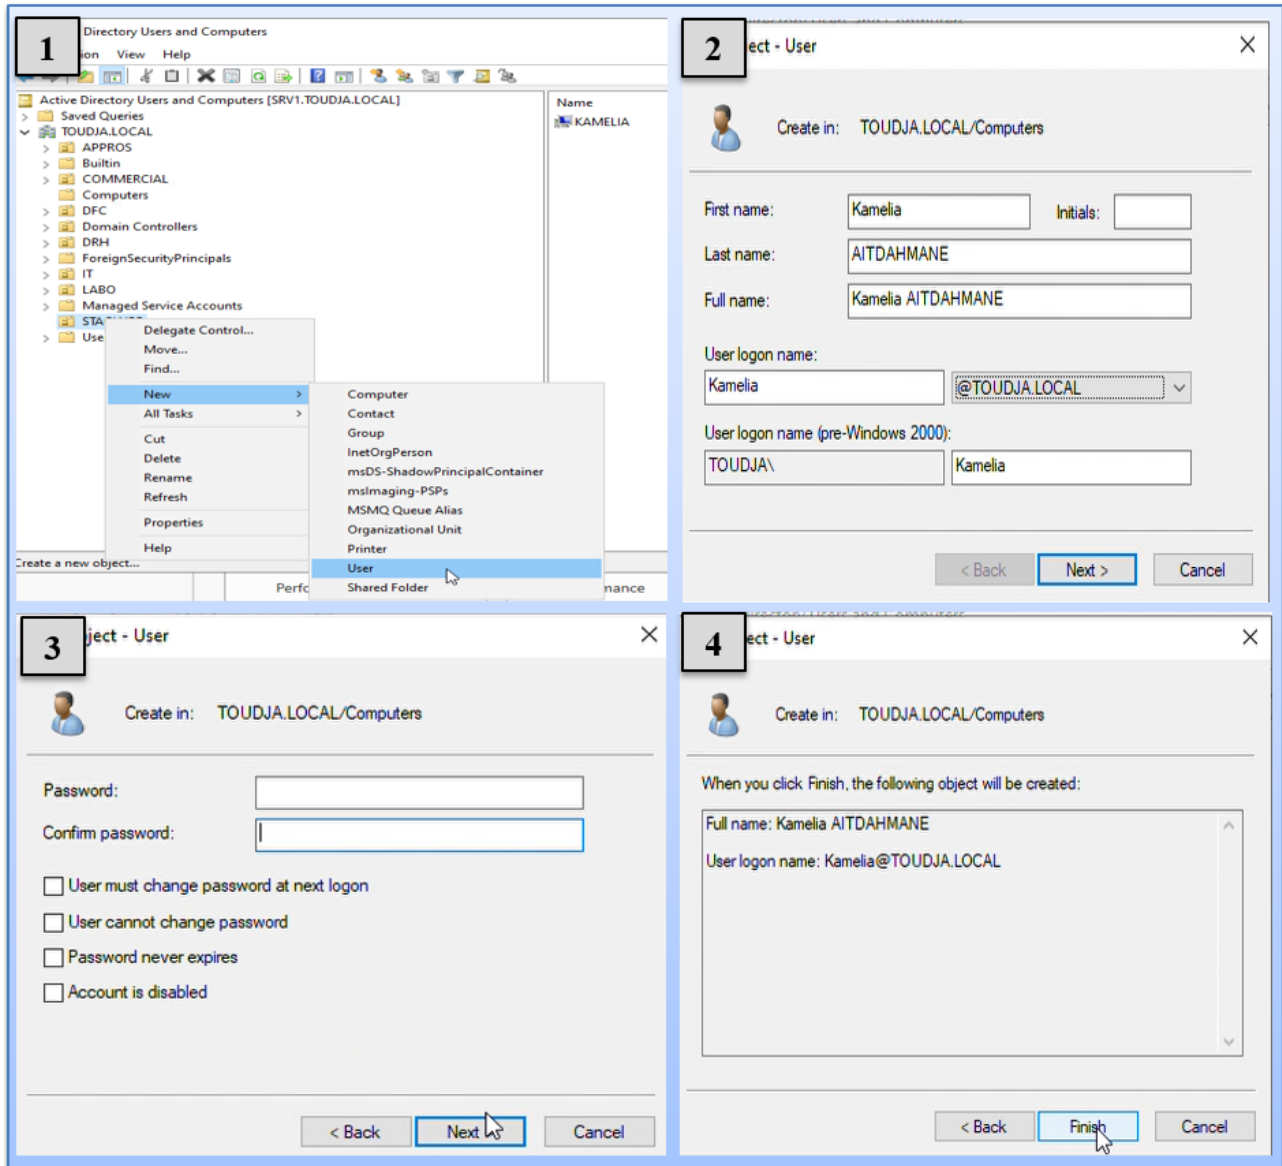 1
Directory Users and Computers
ion View Help
Active Directory Users and Computers [SRV1.TOUDJA.LOCAL]
Saved Queries
TOUDJA.LOCAL
APPROS
Builtin
COMMERCIAL
Computers
DFC
Domain Controllers
DRH
ForeignSecurityPrincipals
IT
LABO
Managed Service Accounts
STA
Use
Name
KAMELIA
Delegate Control...
Move...
Find...
New
All Tasks
Cut
Delete
Rename
Refresh
Properties
Help
Computer
Contact
Group
InetOrgPerson
msDS-ShadowPrincipalContainer
msImaging-PSPs
MSMQ Queue Alias
Organizational Unit
Printer
User
Shared Folder
Create a new object...
Perfo
mance
2
ect - User
Create in: TOUDJA.LOCAL/Computers
First name: Kamelia Initials:
Last name: AITDAHMANE
Full name: Kamelia AITDAHMANE
User logon name:
Kamelia @TOUDJA.LOCAL
User logon name (pre-Windows 2000):
TOUDJA\ Kamelia
< Back Next > Cancel
3
ject - User
Create in: TOUDJA.LOCAL/Computers
Password:
Confirm password:
User must change password at next logon
User cannot change password
Password never expires
Account is disabled
< Back Next Cancel
4
ect - User
Create in: TOUDJA.LOCAL/Computers
When you click Finish, the following object will be created:
Full name: Kamelia AITDAHMANE
User logon name: Kamelia@TOUDJA.LOCAL
< Back Finish Cancel